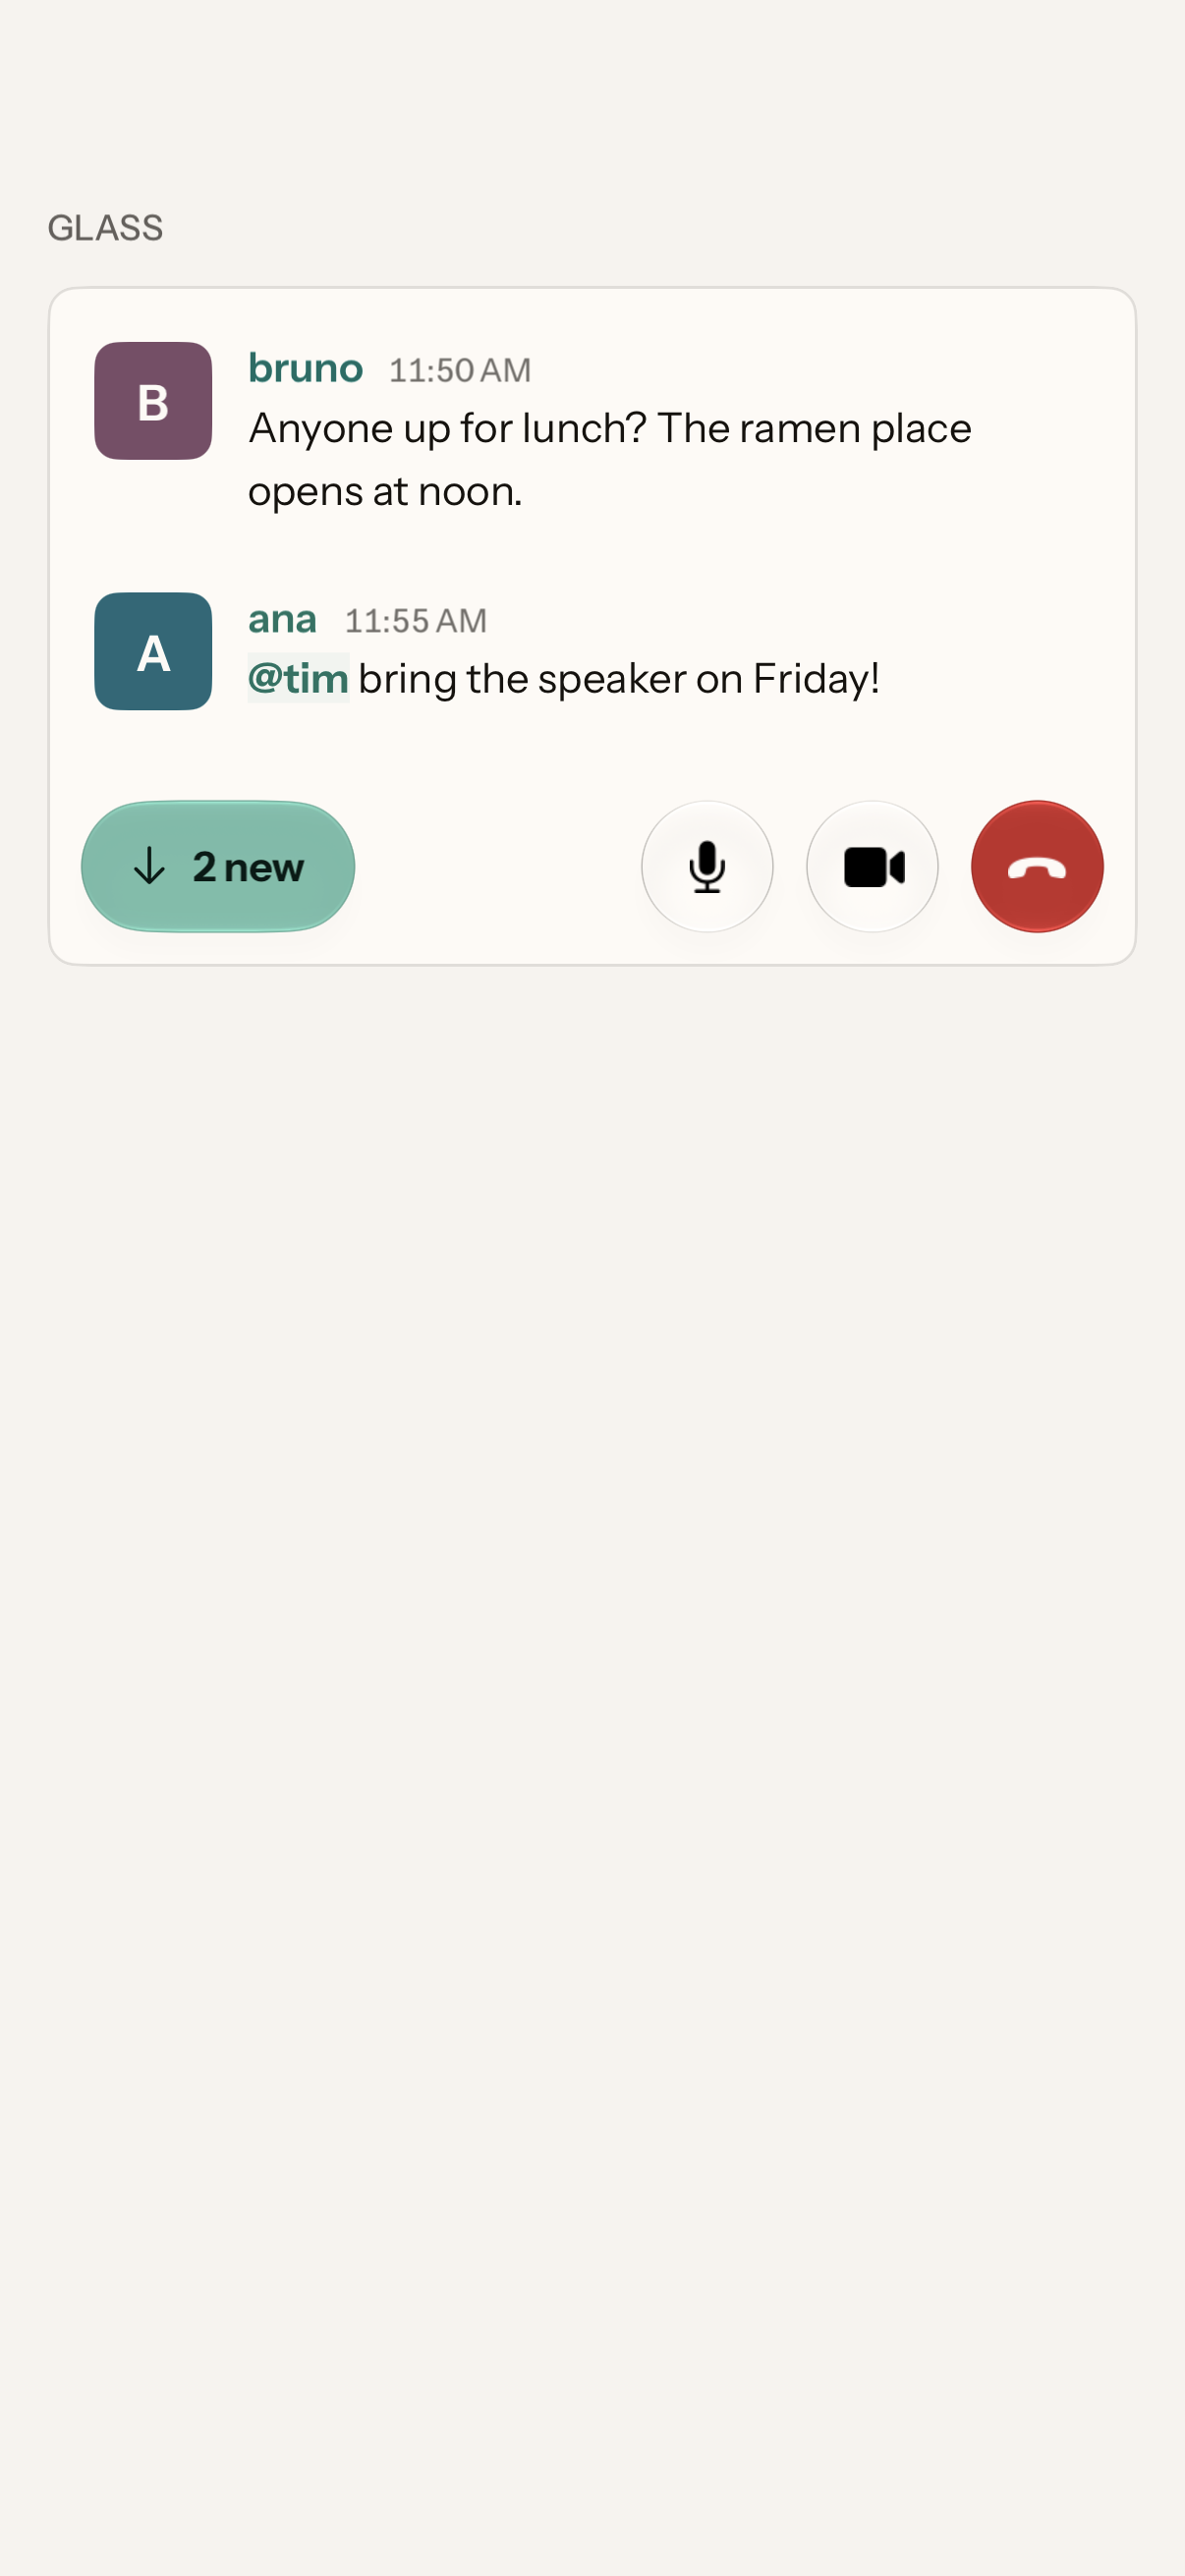 GLASS
B
bruno 11:50 AM
Anyone up for lunch? The ramen place
opens at noon.
A
ana 11:55 AM
@tim bring the speaker on Friday!
2 new